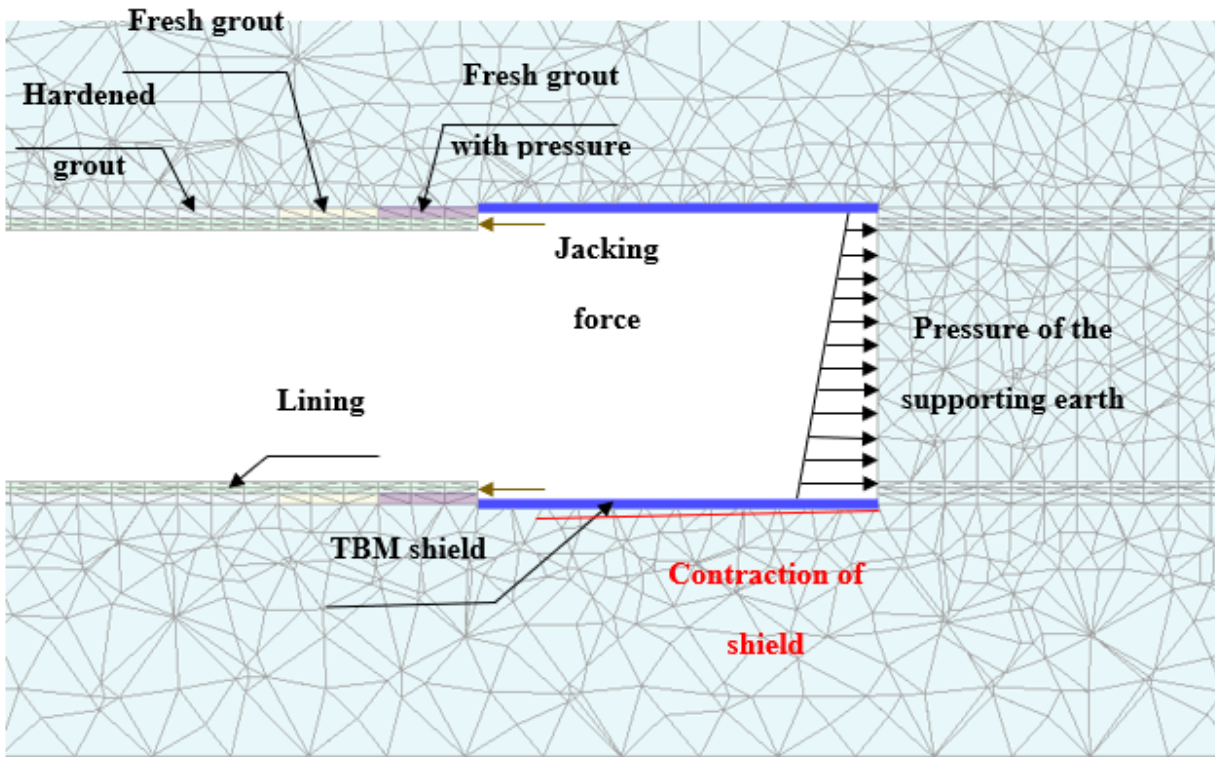 Fresh grout
Hardened
grout
Fresh grout
with pressure
Jacking
force
Pressure of the
supporting earth
Lining
TBM shield
Contraction of
shield